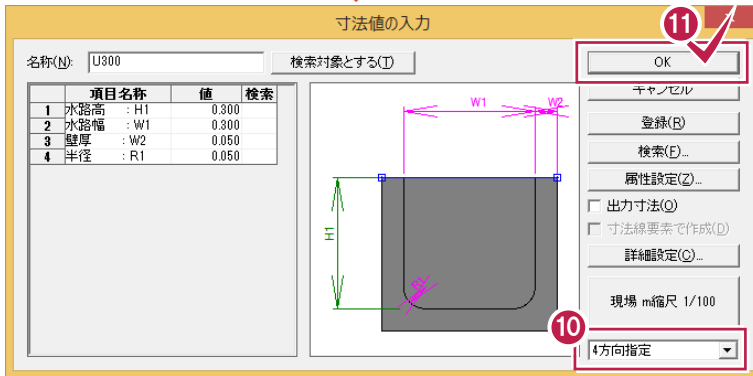 寸法値の入力
11
名称(N): U300 検索対象とする(T) OK
キャンセル
項目名称 値 検索
1 水路高 : H1 0.300
2 水路幅 : W1 0.300
3 壁厚 : W2 0.050
4 半径 : R1 0.050
W1 W2
H1
R1
登録(R)
検索(F)...
属性設定(Z)...
出力寸法(O)
寸法線要素で作成(D)
詳細設定(C)...
現場 m縮尺 1/100
10
4方向指定